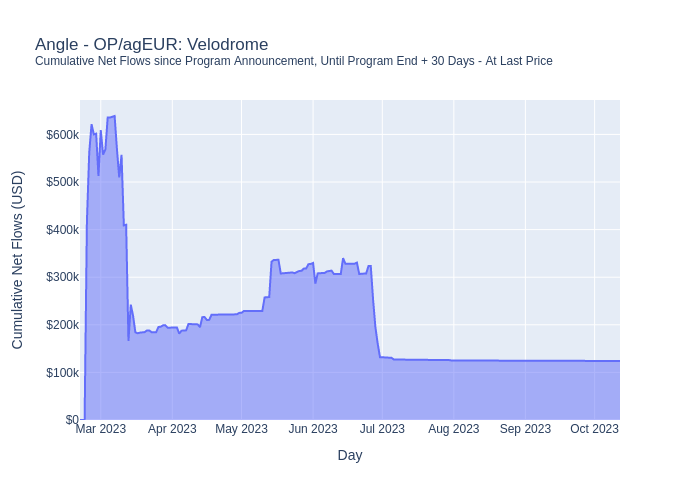 Angle - OP/agEUR: Velodrome
Cumulative Net Flows since Program Announcement, Until Program End + 30 Days - At Last Price
Cumulative Net Flows (USD)
$600k
$500k
$400k
$300k
$200k
$100k
$0
Mar 2023 Apr 2023 May 2023 Jun 2023 Jul 2023 Aug 2023 Sep 2023 Oct 2023
Day